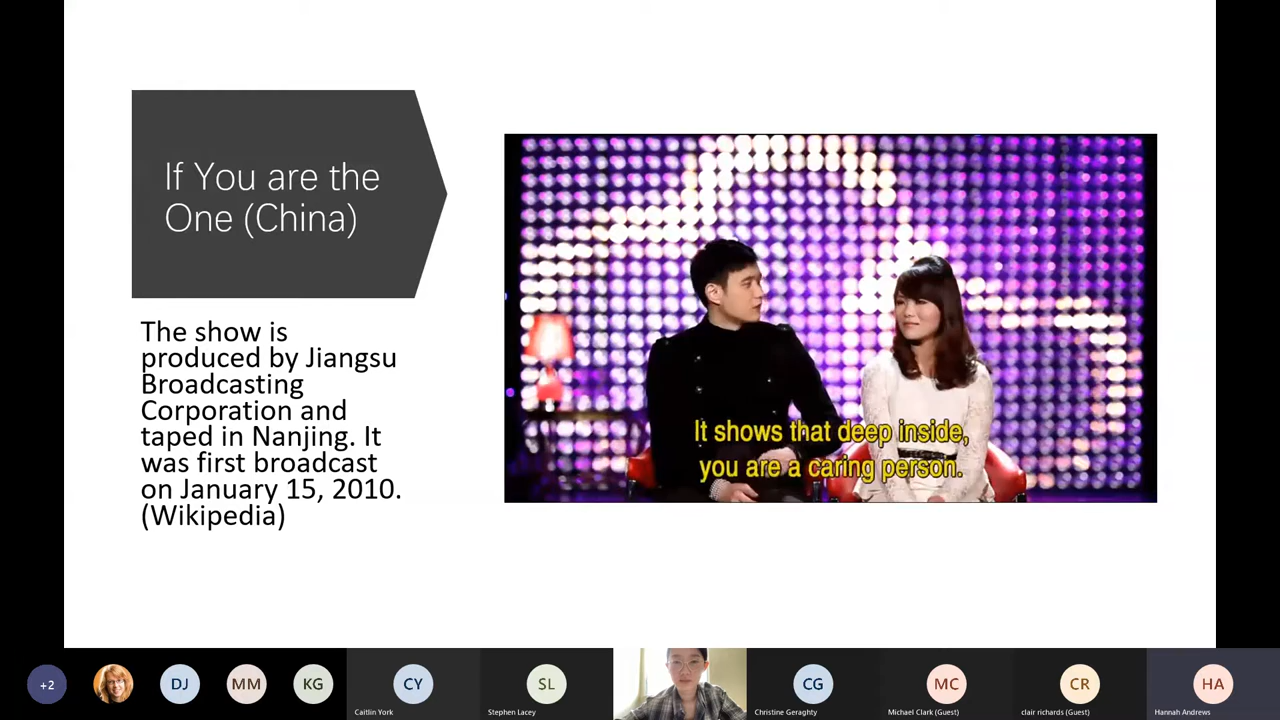 If You are the
One (China)
The show is
produced by Jiangsu
Broadcasting
Corporation and
taped in Nanjing. It
was first broadcast
on January 15, 2010.
(Wikipedia)
It shows that deep inside,
you are a caring person.
+2
DJ
MM
KG
CY
Caitlin York
SL
Stephen Lacey
CG
Christine Geraghty
MC
Michael Clark (Guest)
CR
clair richards (Guest)
HA
Hannah Andrews